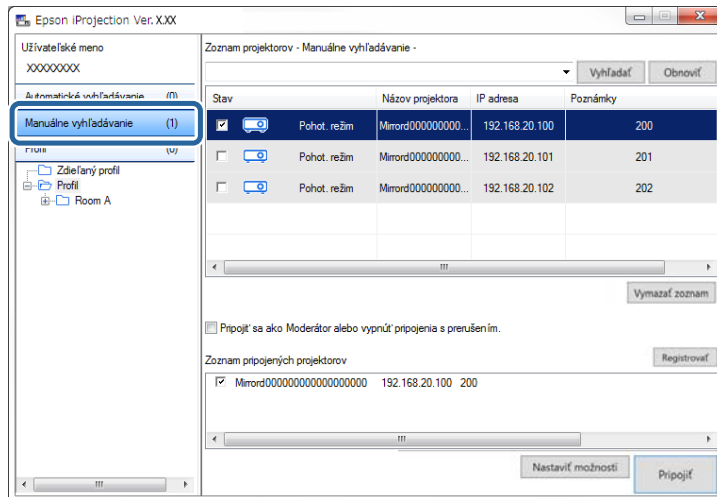 Epson iProjection Ver. X.XX
Užívateľské meno
XXXXXXXX
Automatické vyhľadávanie (0)
Manuálne vyhľadávanie (1)
Profil (0)
Zdieľaný profil
Profil
Room A
Zoznam projektorov - Manuálne vyhľadávanie -
Vyhľadať Obnoviť
Stav Názov projektora IP adresa Poznámky
Pohot. režim Mirrord000000000... 192.168.20.100 200
Pohot. režim Mirrord000000000... 192.168.20.101 201
Pohot. režim Mirrord000000000... 192.168.20.102 202
Vymazať zoznam
Pripojiť sa ako Moderátor alebo vypnúť pripojenia s prerušením.
Zoznam pripojených projektorov
Registrovať
Mirrord000000000000000000 192.168.20.100 200
Nastaviť možnosti
Pripojiť